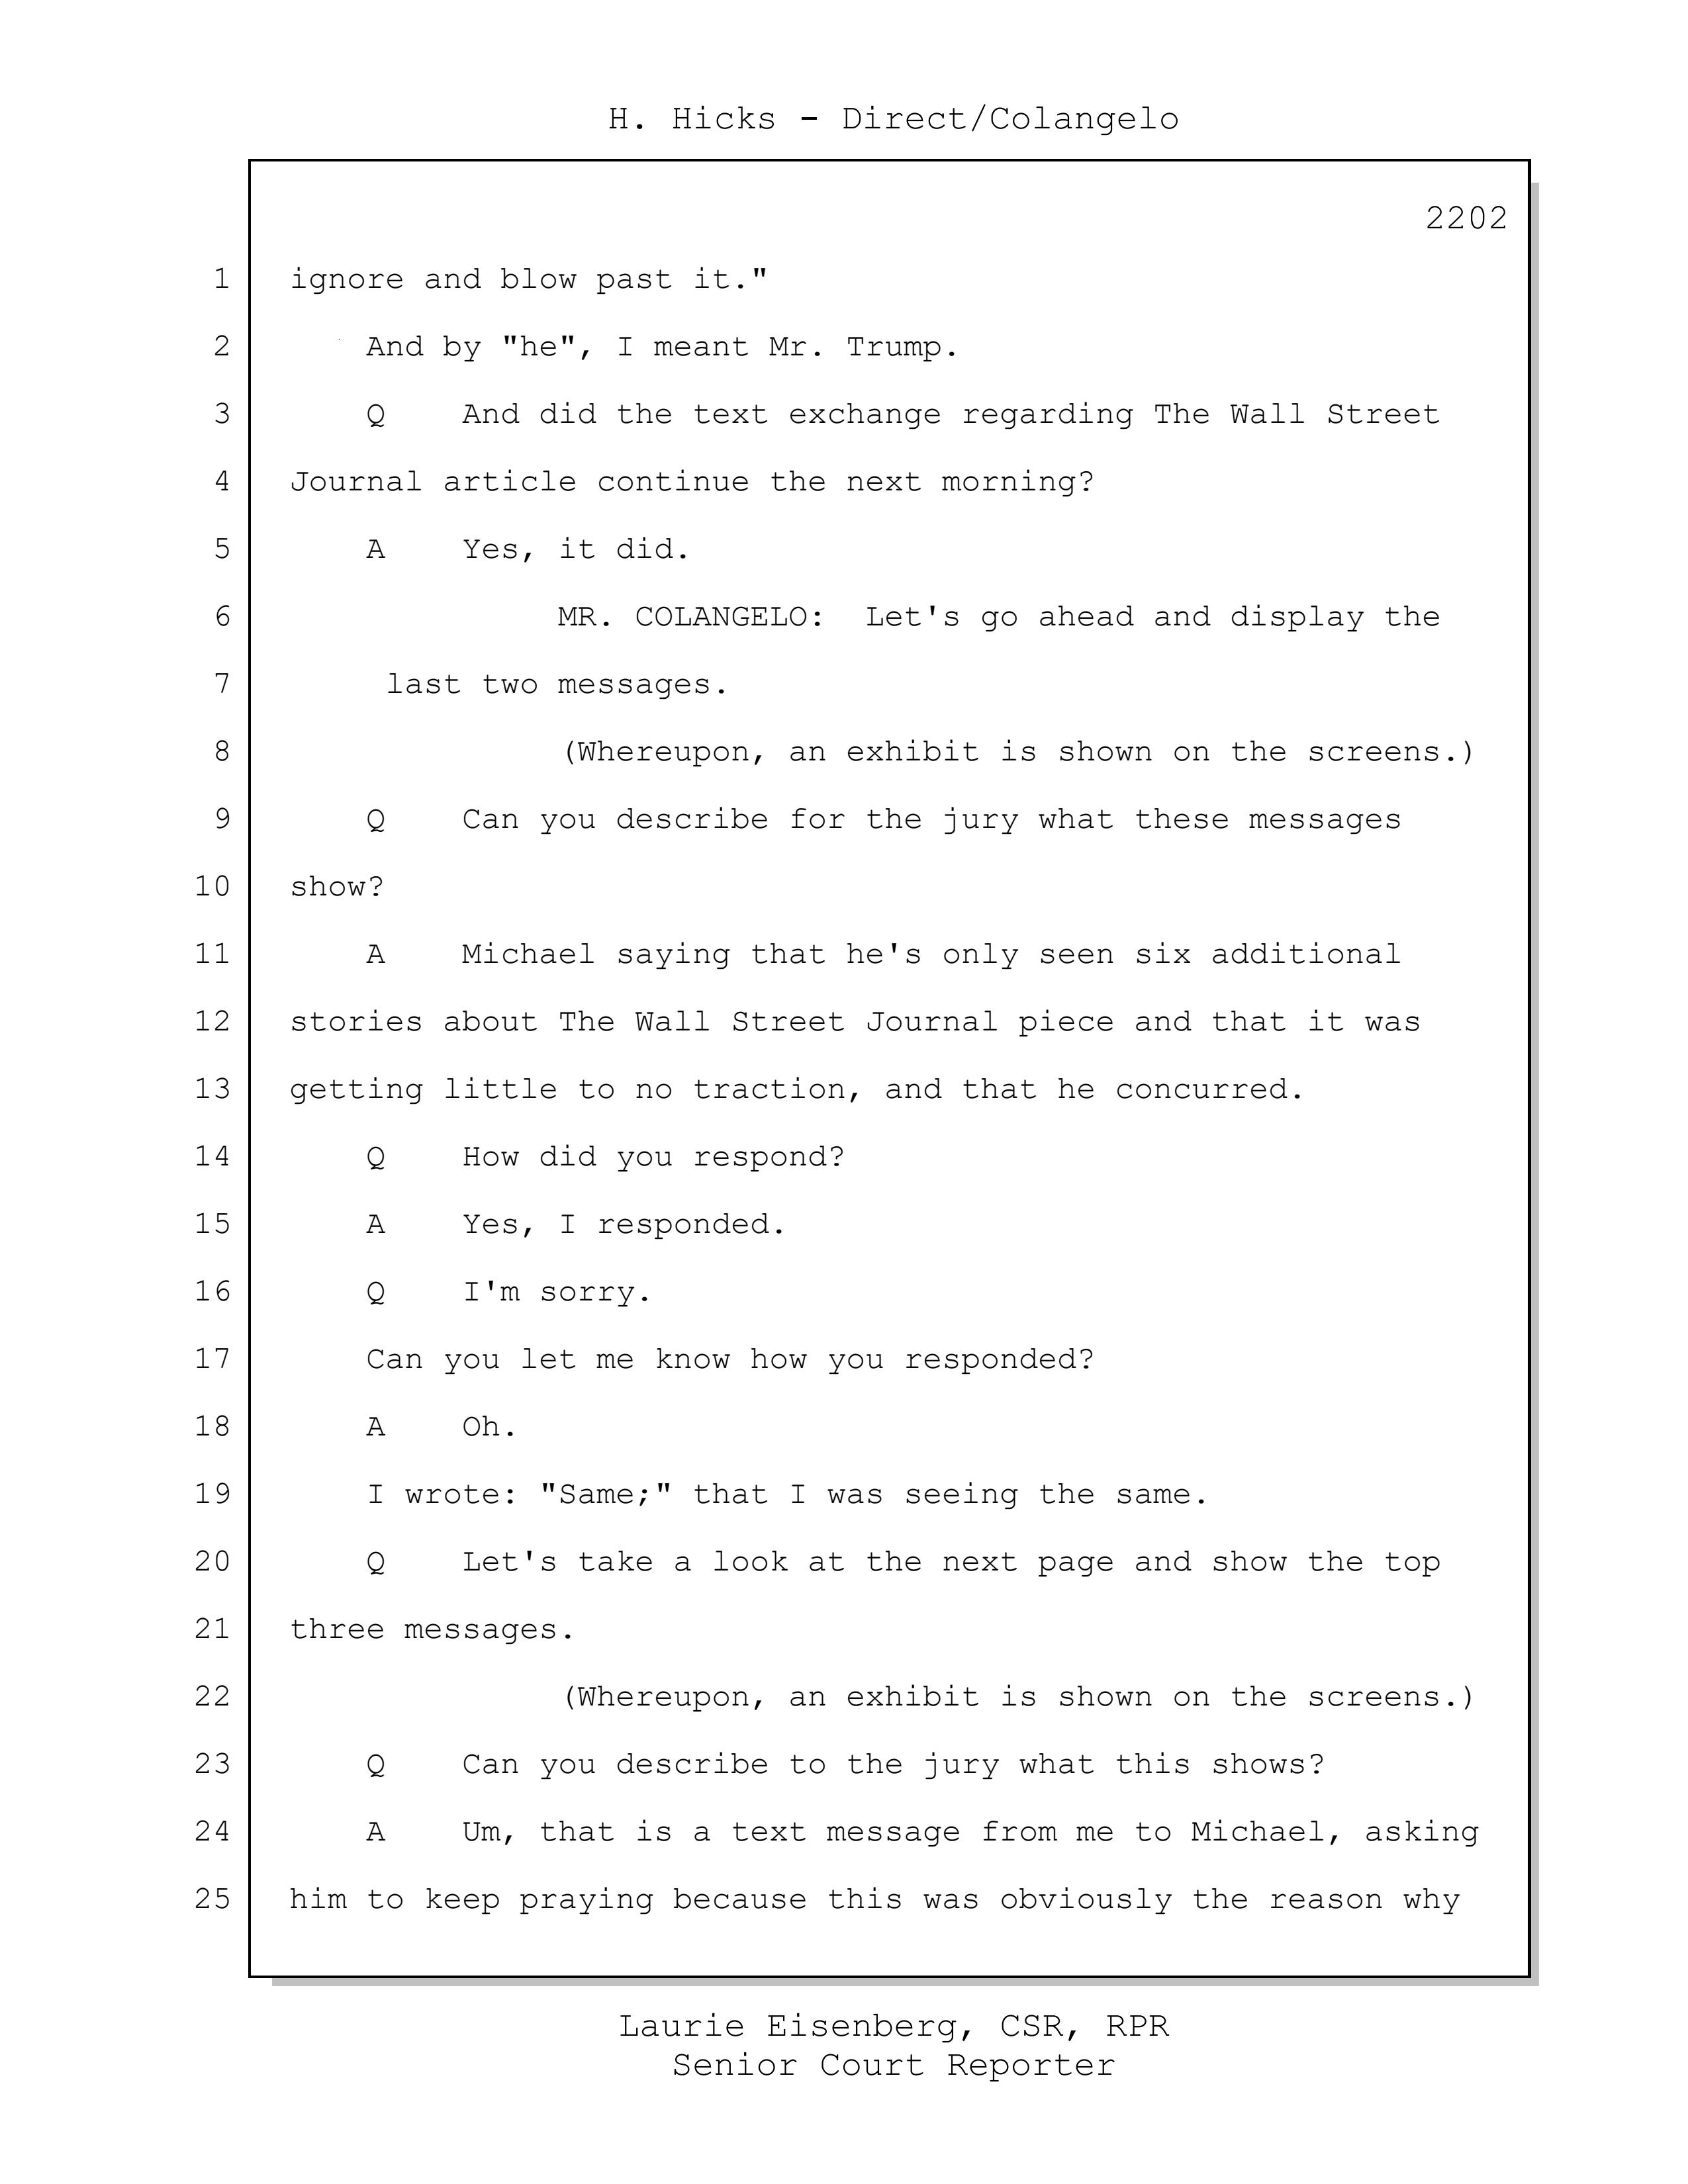 H. Hicks - Direct/Colangelo
2202
1 ignore and blow past it."
2 And by "he", I meant Mr. Trump.
3 Q And did the text exchange regarding The Wall Street
4 Journal article continue the next morning?
5 A Yes, it did.
6 MR. COLANGELO: Let's go ahead and display the
7 last two messages.
8 (Whereupon, an exhibit is shown on the screens.)
9 Q Can you describe for the jury what these messages
10 show?
11 A Michael saying that he's only seen six additional
12 stories about The Wall Street Journal piece and that it was
13 getting little to no traction, and that he concurred.
14 Q How did you respond?
15 A Yes, I responded.
16 Q I'm sorry.
17 Can you let me know how you responded?
18 A Oh.
19 I wrote: "Same;" that I was seeing the same.
20 Q Let's take a look at the next page and show the top
21 three messages.
22 (Whereupon, an exhibit is shown on the screens.)
23 Q Can you describe to the jury what this shows?
24 A Um, that is a text message from me to Michael, asking
25 him to keep praying because this was obviously the reason why
Laurie Eisenberg, CSR, RPR
Senior Court Reporter